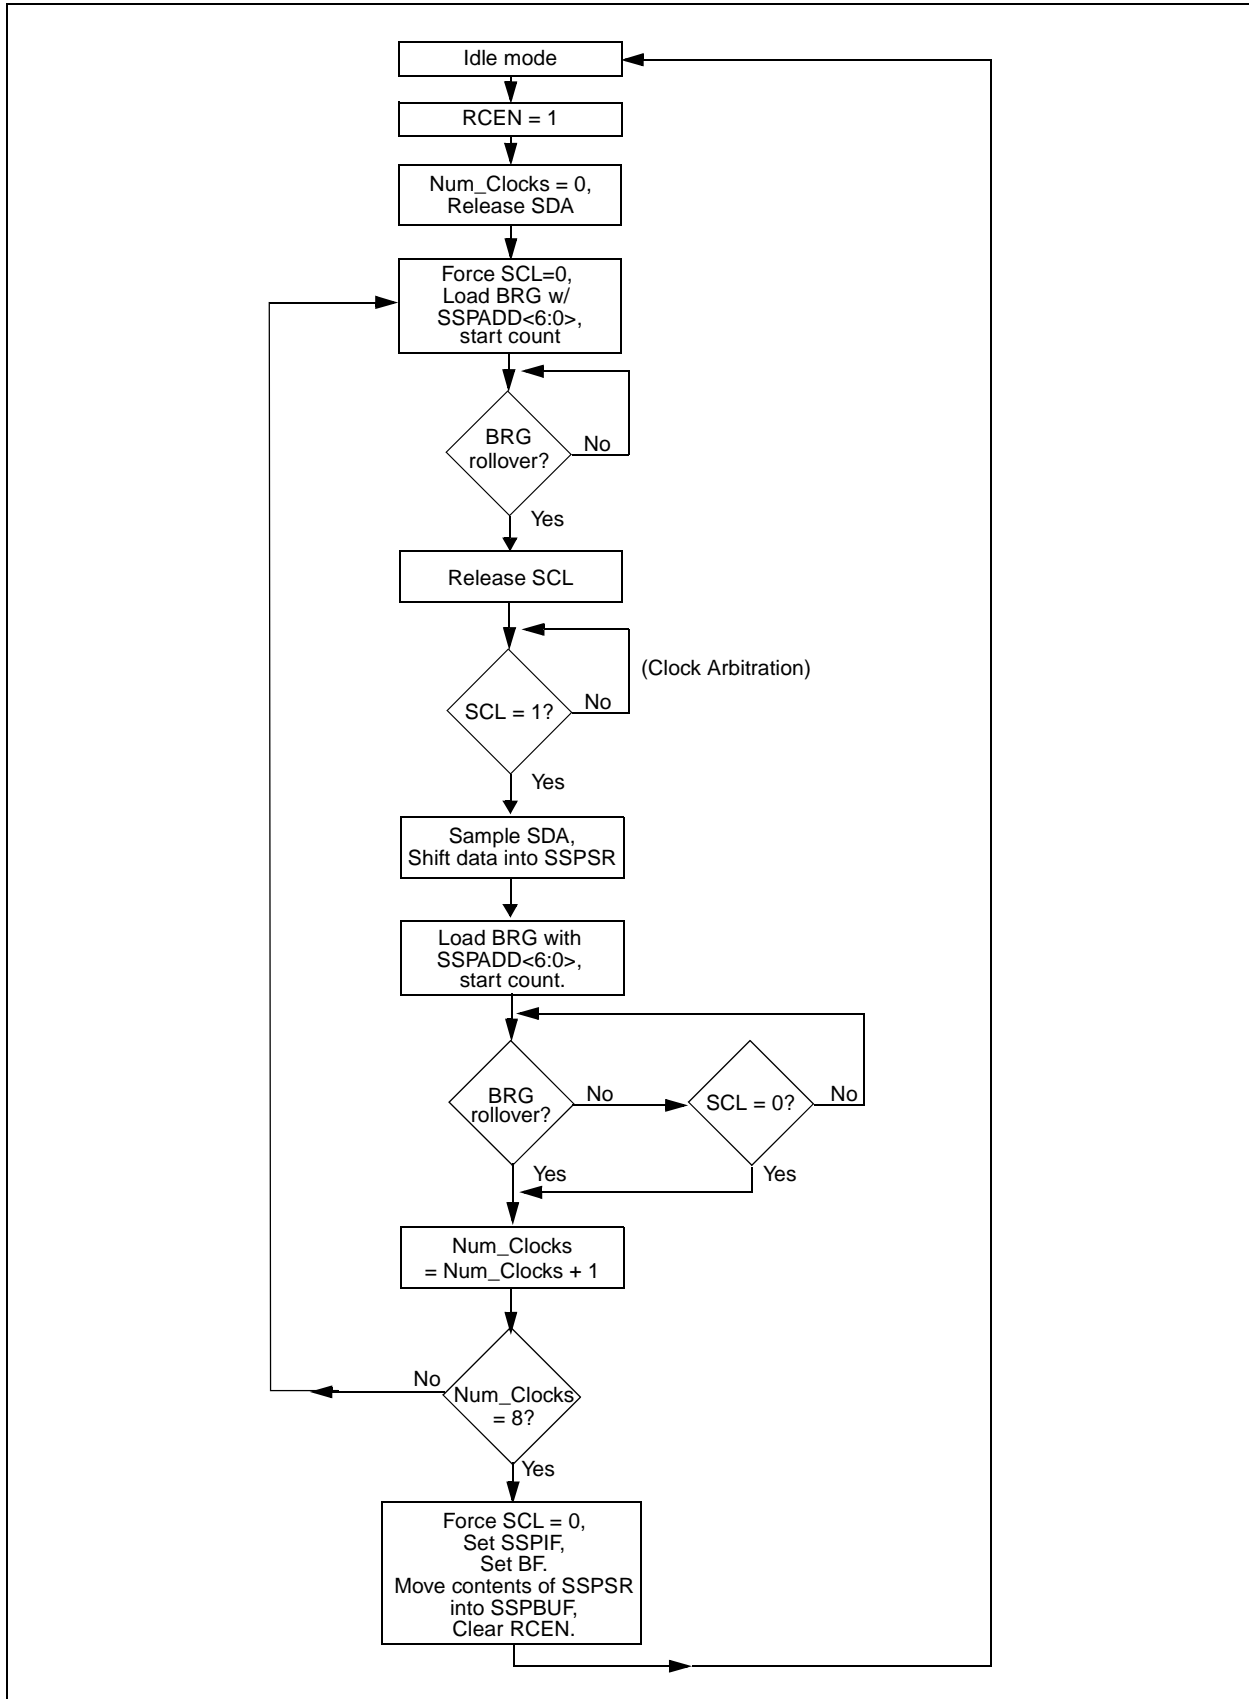 Idle mode
RCEN = 1
Num_Clocks = 0,
Release SDA
Force SCL=0,
Load BRG w/
SSPADD<6:0>,
start count
BRG
rollover?
No
Yes
Release SCL
(Clock Arbitration)
SCL = 1?
No
Yes
Sample SDA,
Shift data into SSPSR
Load BRG with
SSPADD<6:0>,
start count.
BRG
rollover?
No
SCL = 0?
No
Yes
Yes
Num_Clocks
= Num_Clocks + 1
No
Num_Clocks
= 8?
Yes
Force SCL = 0,
Set SSPIF,
Set BF.
Move contents of SSPSR
into SSPBUF,
Clear RCEN.